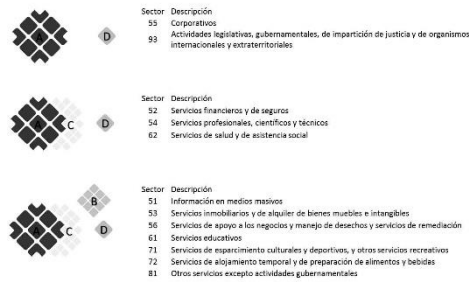 Sector Descripción
A D 55 Corporativos
93 Actividades legislativas, gubernamentales, de impartición de justicia y de organismos
internacionales y extraterritoriales
Sector Descripción
52 Servicios financieros y de seguros
A C D 54 Servicios profesionales, científicos y técnicos
62 Servicios de salud y de asistencia social
Sector Descripción
B 51 Información en medios masivos
53 Servicios inmobiliarios y de alquiler de bienes muebles e intangibles
56 Servicios de apoyo a los negocios y manejo de desechos y servicios de remediación
A C D 61 Servicios educativos
71 Servicios de esparcimiento culturales y deportivos, y otros servicios recreativos
72 Servicios de alojamiento temporal y de preparación de alimentos y bebidas
81 Otros servicios excepto actividades gubernamentales